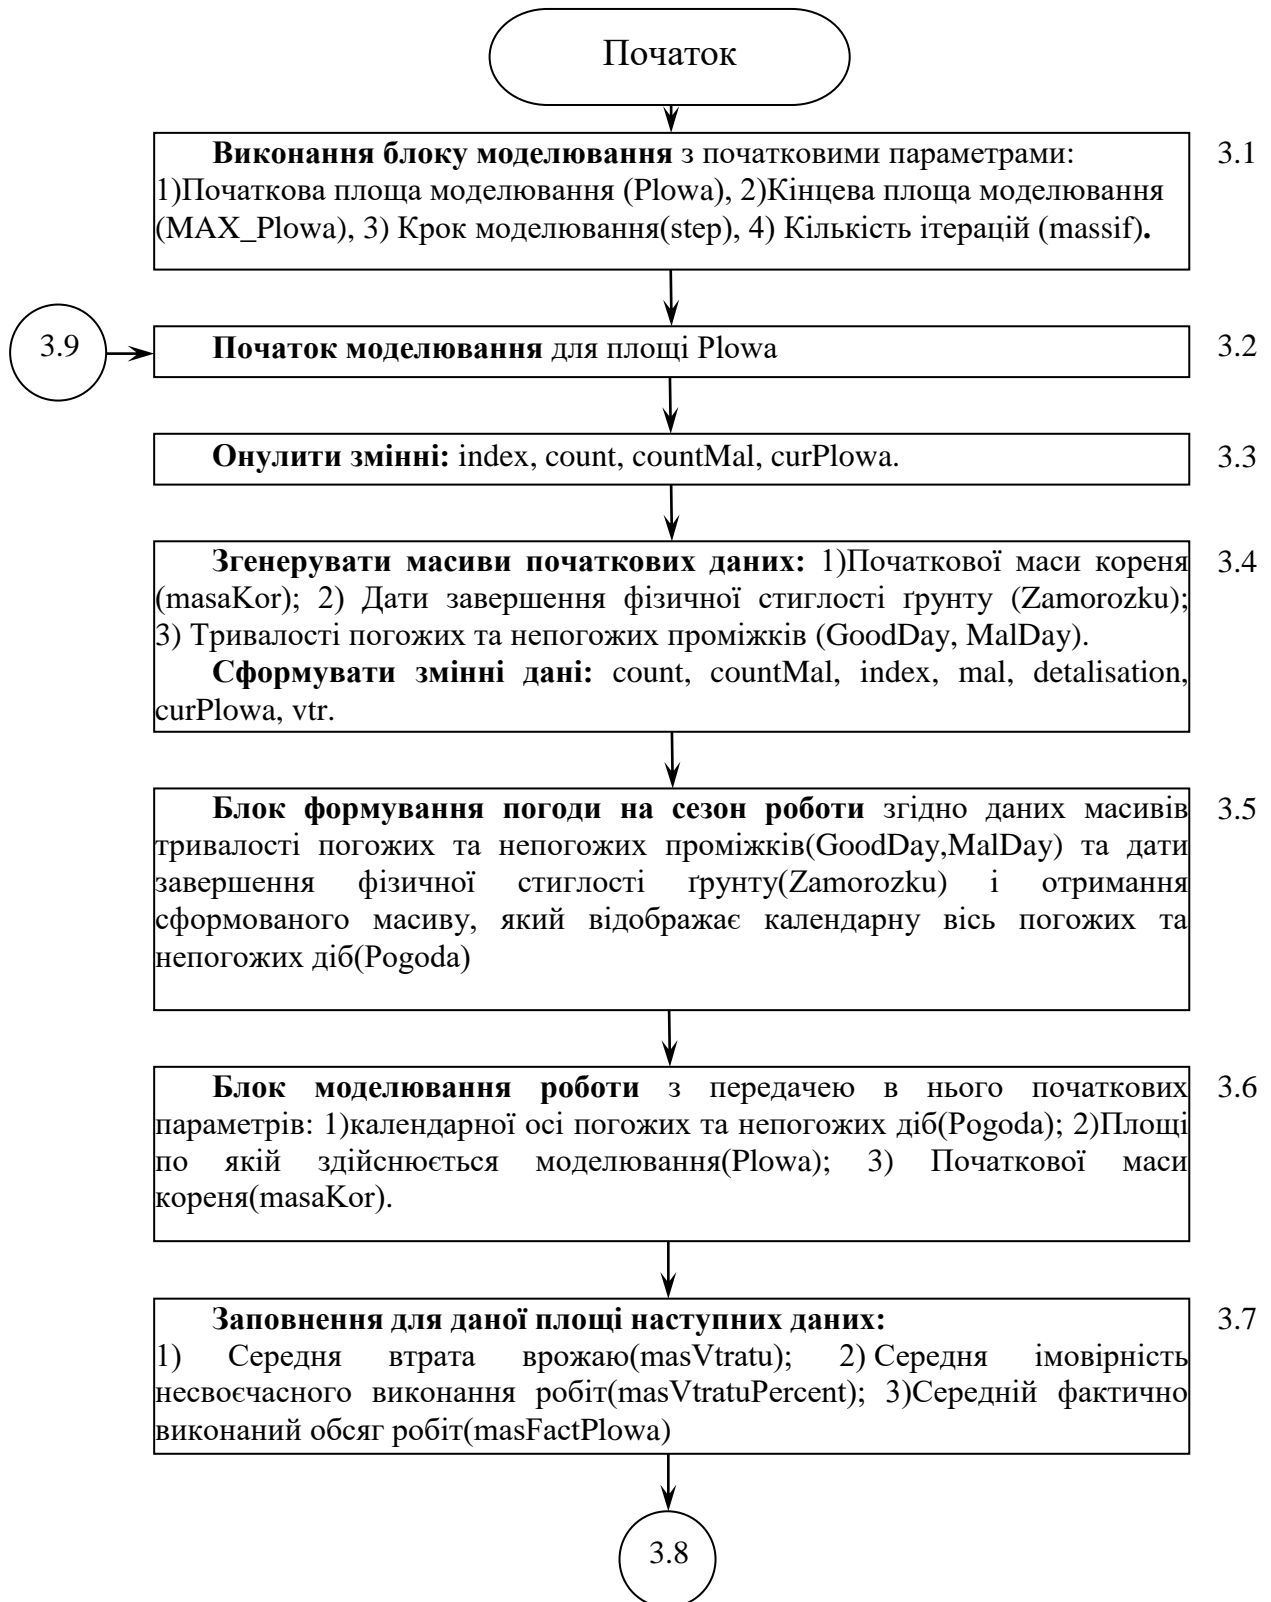 Початок
Виконання блоку моделювання з початковими параметрами:
3.1
1)Початкова площа моделювання (Plowa), 2)Кінцева площа моделювання
(MAX_Plowa), 3) Крок моделювання(step), 4) Кількість ітерацій (massif).
3.9
Початок моделювання для площі Plowa
3.2
Онулити змінні: index, count, countMal, curPlowa.
3.3
Згенерувати масиви початкових даних: 1)Початкової маси кореня
3.4
(masaKor); 2) Дати завершення фізичної стиглості ґрунту (Zamorozku);
3) Тривалості погожих та непогожих проміжків (GoodDay, MalDay).
Сформувати змінні дані: count, countMal, index, mal, detalisation,
curPlowa, vtr.
Блок формування погоди на сезон роботи згідно даних масивів
3.5
тривалості погожих та непогожих проміжків(GoodDay,MalDay) та дати
завершення фізичної стиглості ґрунту(Zamorozku) і отримання
сформованого масиву, який відображає календарну вісь погожих та
непогожих діб(Pogoda)
Блок моделювання роботи з передачею в нього початкових
3.6
параметрів: 1)календарної осі погожих та непогожих діб(Pogoda); 2)Площі
по якій здійснюється моделювання(Plowa); 3) Початкової маси
кореня(masaKor).
Заповнення для даної площі наступних даних:
3.7
1) Середня втрата врожаю(masVtratu); 2) Середня імовірність
несвоєчасного виконання робіт(masVtratuPercent); 3)Середній фактично
виконаний обсяг робіт(masFactPlowa)
3.8